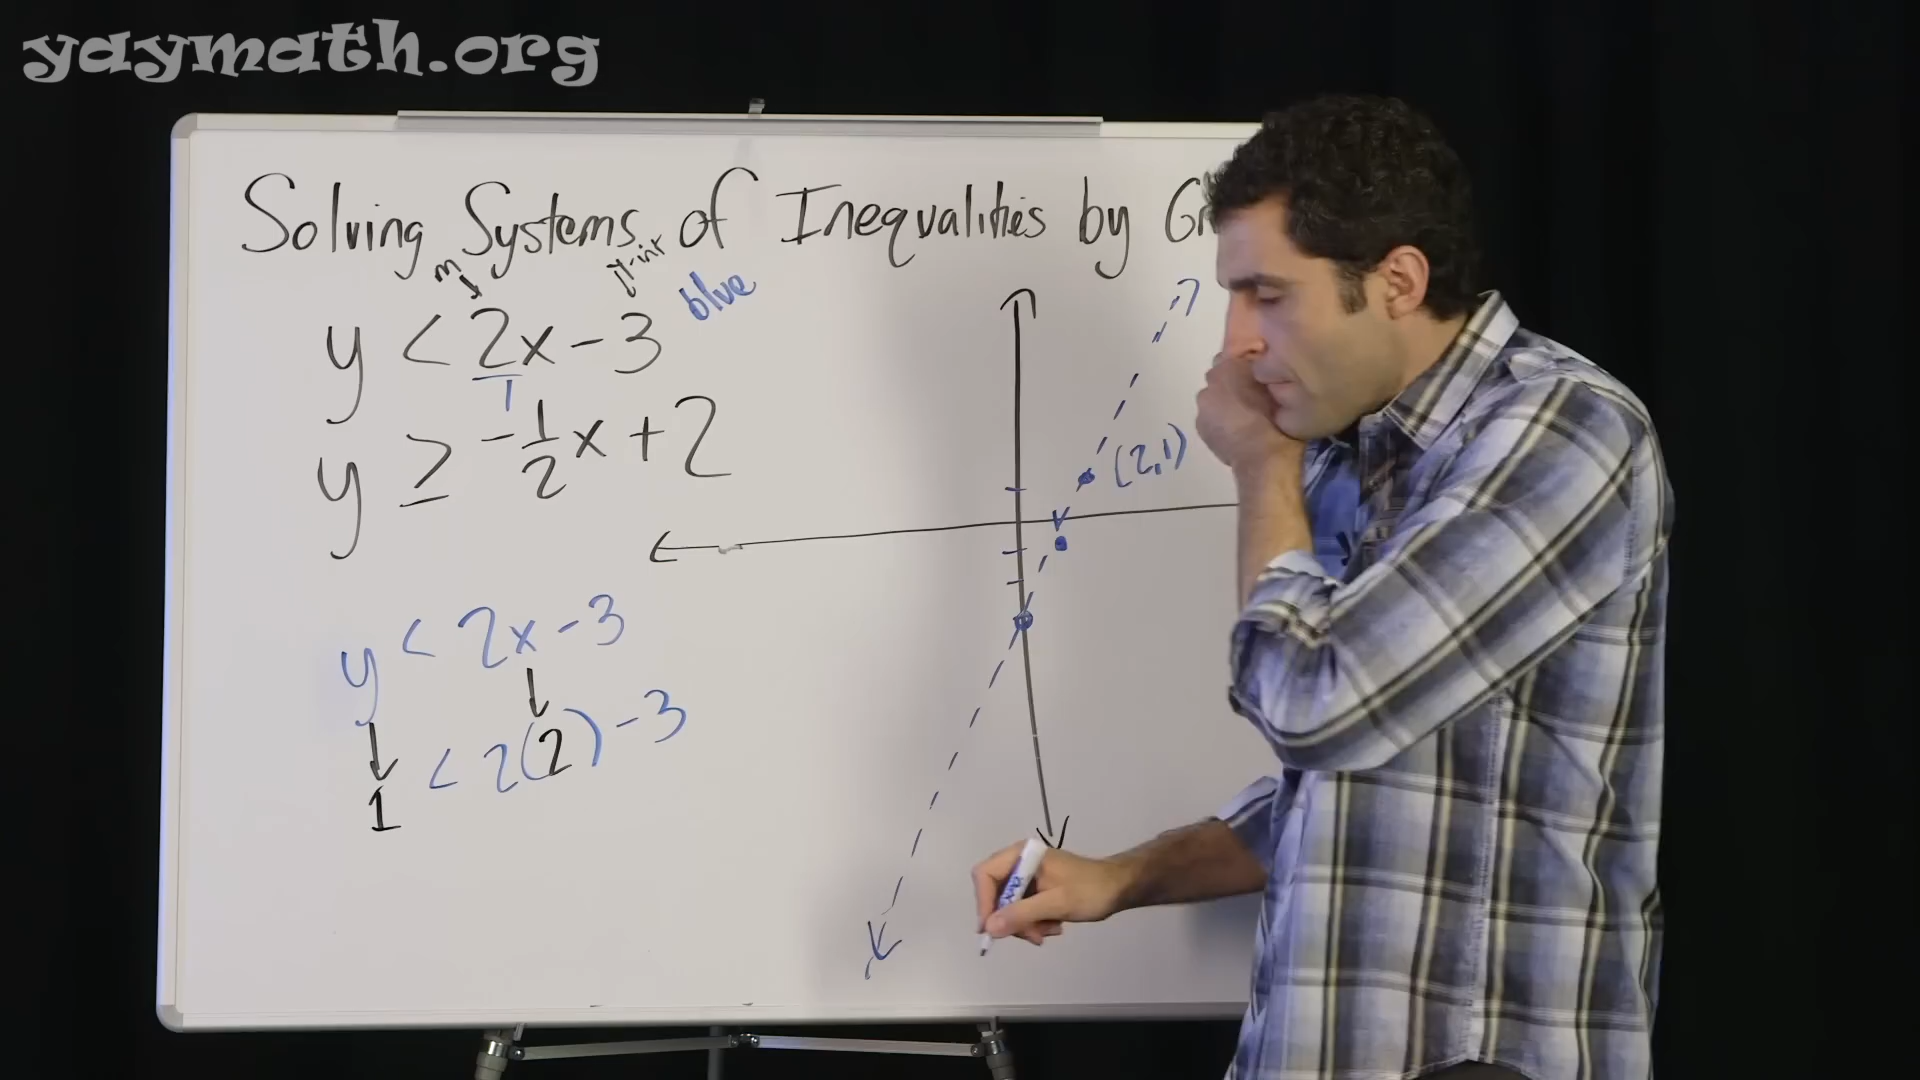 yaymath.org
Solving Systems of Inequalities by
m
y-int
blue
y < 2x - 3
1
y ≥ -1/2 x + 2
(2,1)
y < 2x - 3
1 < 2(2) - 3